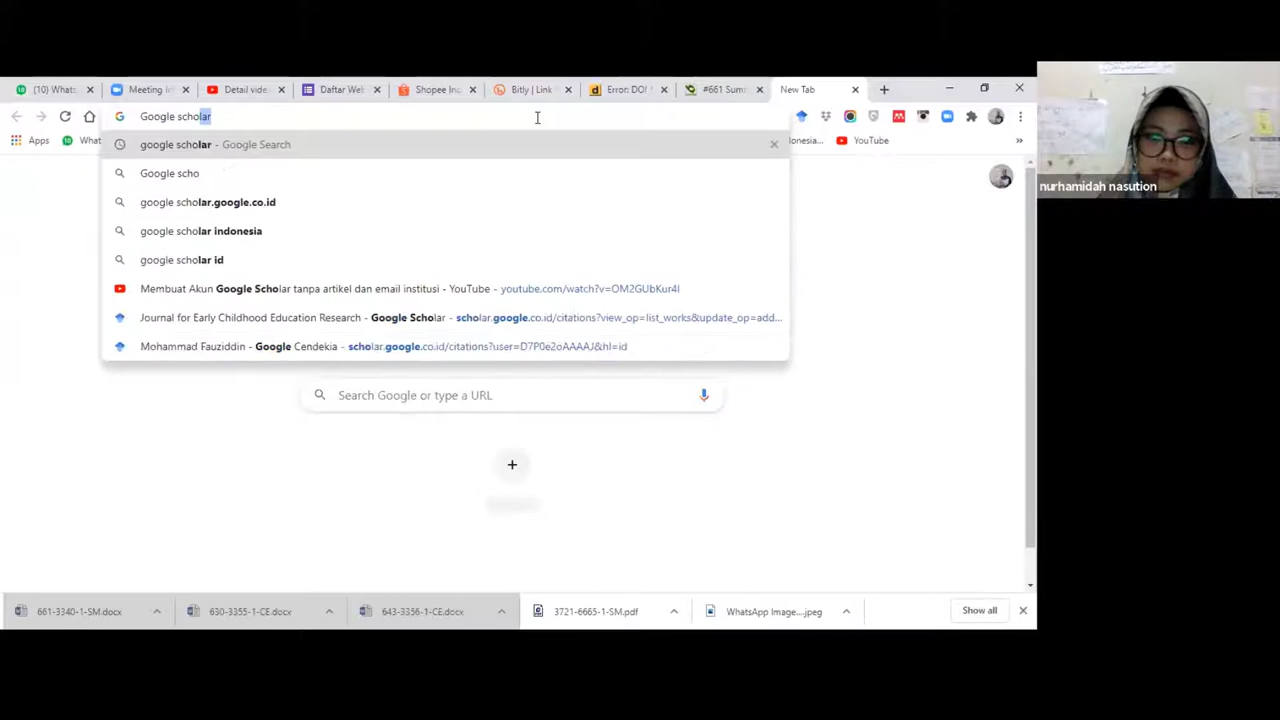 (10) Whats
Meeting i
Detail vide
Daftar Web
Shopee In
Bitly | Link
Error: DO
#661 Sum
New Tab
Google scholar
Apps
What
onesia...
YouTube
»
google scholar - Google Search
Google scho
google scholar.google.co.id
google scholar indonesia
google scholar id
Membuat Akun Google Scholar tanpa artikel dan email institusi - YouTube - youtube.com/watch?v=OM2GUbKur4I
Journal for Early Childhood Education Research - Google Scholar - scholar.google.co.id/citations?view_op=list_works&update_op=add...
Mohammad Fauziddin - Google Cendekia - scholar.google.co.id/citations?user=D7P0e2oAAAAJ&hl=id
Search Google or type a URL
nurhamidah nasution
661-3340-1-SM.docx
630-3355-1-CE.docx
643-3356-1-CE.docx
3721-6665-1-SM.pdf
WhatsApp Image....jpeg
Show all